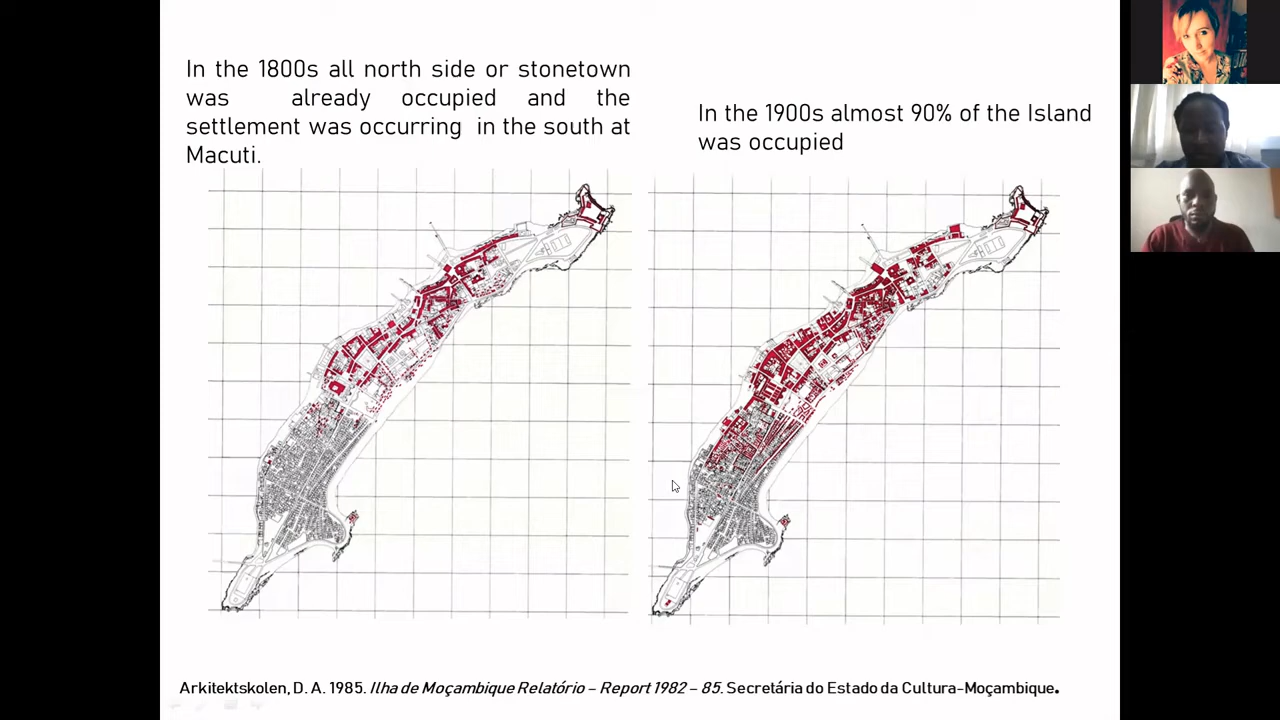 In the 1800s all north side or stonetown
was already occupied and the
settlement was occurring in the south at
Macuti.
In the 1900s almost 90% of the Island
was occupied
Arkitektskolen, D. A. 1985. Ilha de Moçambique Relatório – Report 1982 – 85. Secretária do Estado da Cultura-Moçambique.